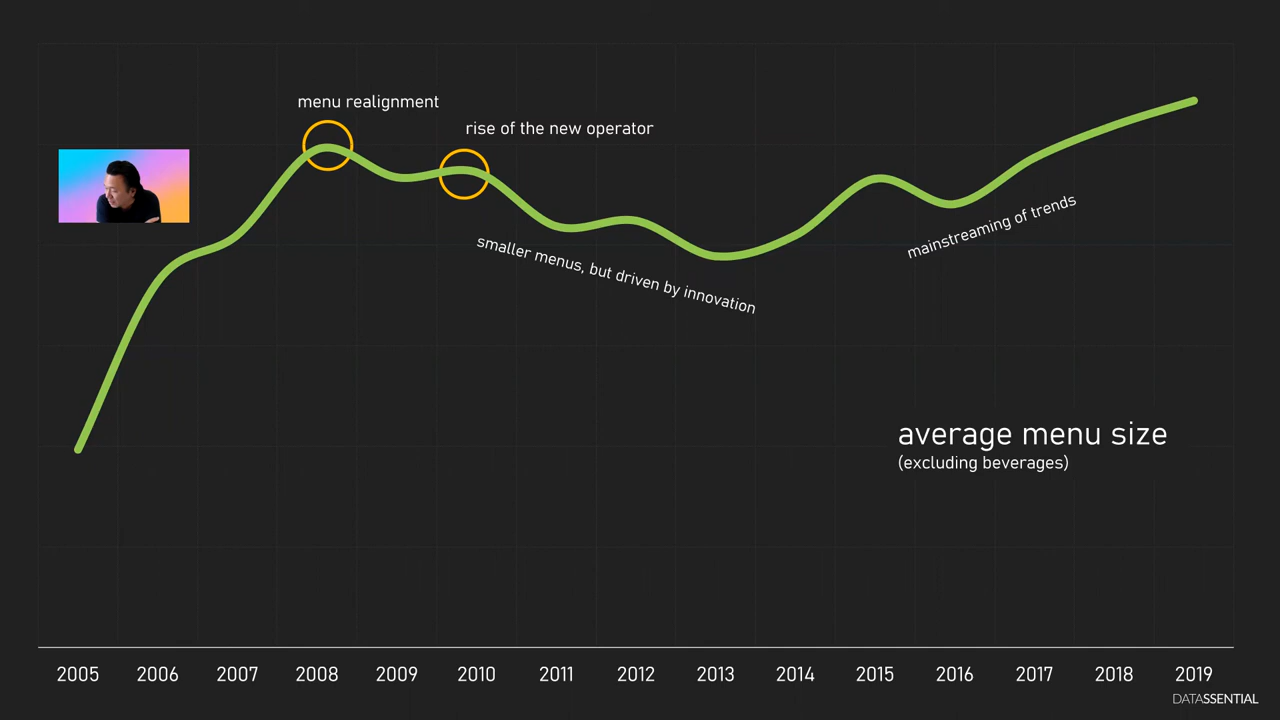 menu realignment
rise of the new operator
smaller menus, but driven by innovation
mainstreaming of trends
average menu size
(excluding beverages)
2005 2006 2007 2008 2009 2010 2011 2012 2013 2014 2015 2016 2017 2018 2019
DATASSENTIAL